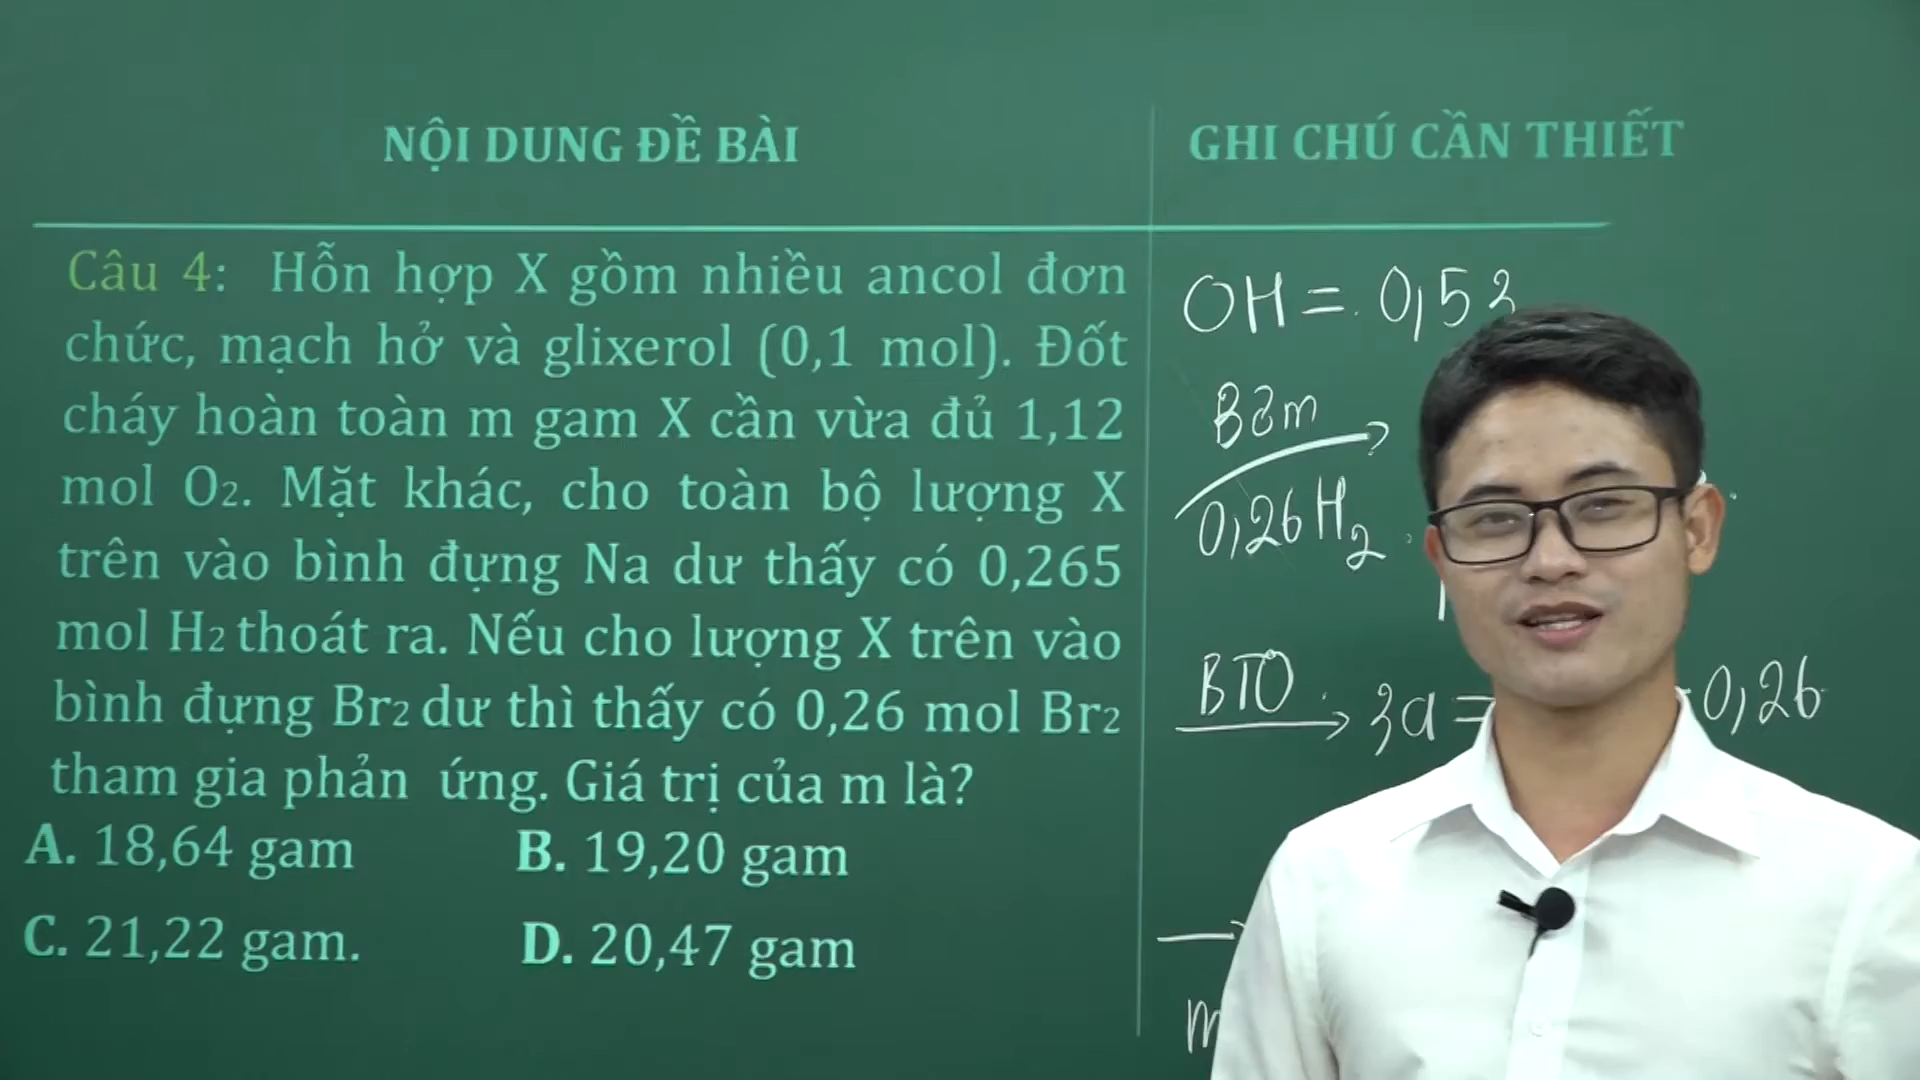 NỘI DUNG ĐỀ BÀI
GHI CHÚ CẦN THIẾT
Câu 4: Hỗn hợp X gồm nhiều ancol đơn
chức, mạch hở và glixerol (0,1 mol). Đốt
cháy hoàn toàn m gam X cần vừa đủ 1,12
mol O2. Mặt khác, cho toàn bộ lượng X
trên vào bình đựng Na dư thấy có 0,265
mol H2 thoát ra. Nếu cho lượng X trên vào
bình đựng Br2 dư thì thấy có 0,26 mol Br2
tham gia phản ứng. Giá trị của m là?
A. 18,64 gam
B. 19,20 gam
C. 21,22 gam.
D. 20,47 gam
OH = 0,53
Bơm
0,26 H2
BTO
3a =
0,26
m